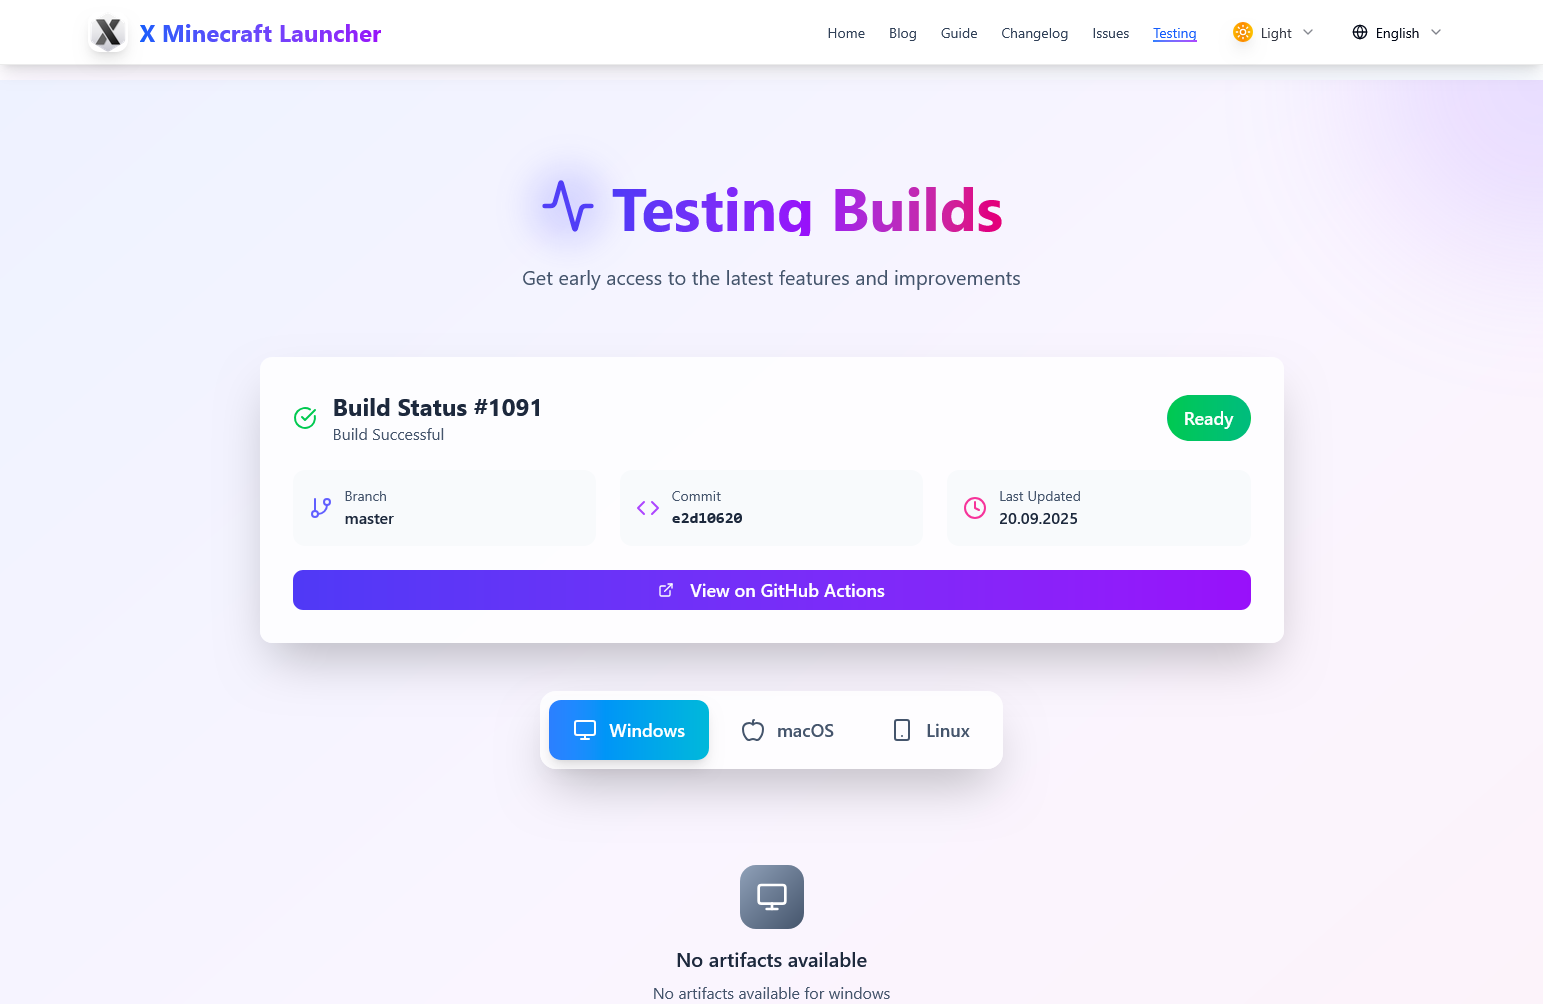 X Minecraft Launcher
Home
Blog
Guide
Changelog
Issues
Testing
Light
English
Testing Builds
Get early access to the latest features and improvements
Build Status #1091
Build Successful
Ready
Branch
master
Commit
e2d10620
Last Updated
20.09.2025
View on GitHub Actions
Windows
macOS
Linux
No artifacts available
No artifacts available for windows